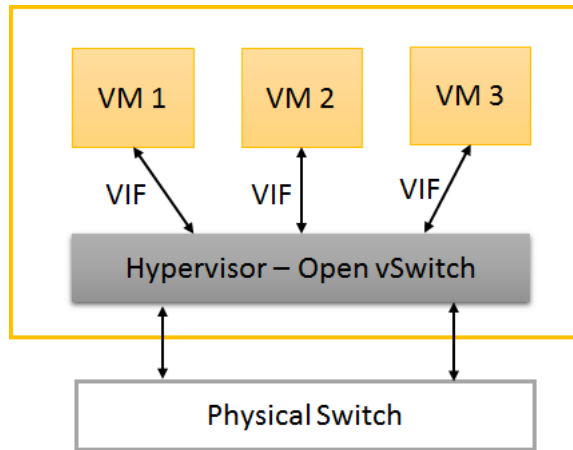 VM 1
VM 2
VM 3
VIF
VIF
VIF
Hypervisor – Open vSwitch
Physical Switch